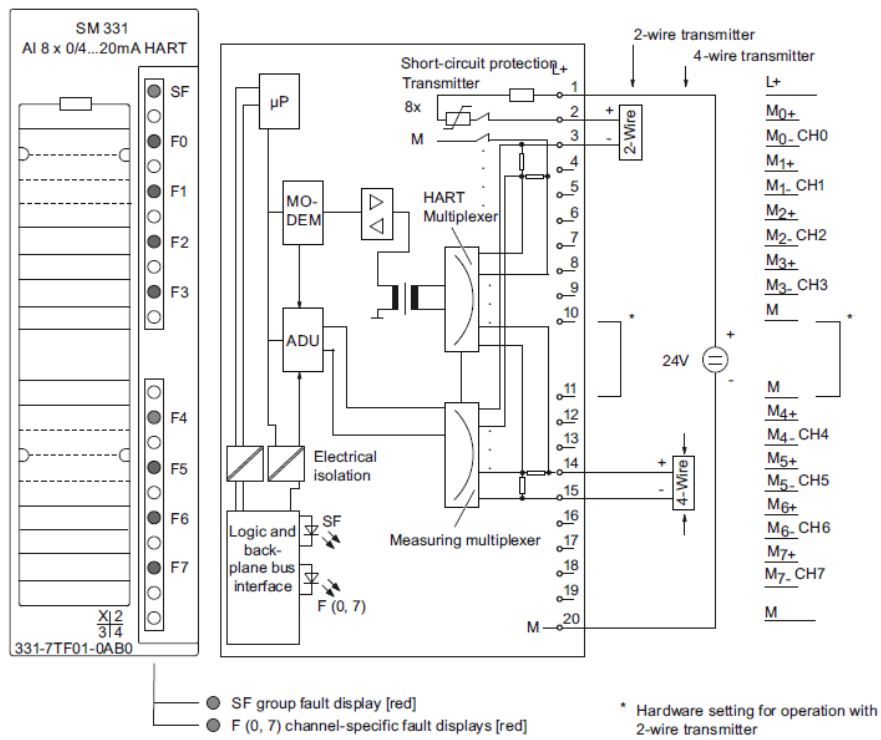 SM 331
AI 8 x 0/4...20mA HART
SF
F0
F1
F2
F3
F4
F5
F6
F7
X 2
3 4
331-7TF01-0AB0
µP
MO-
DEM
ADU
Electrical
isolation
Logic and
back-
plane bus
interface
SF
F (0, 7)
Short-circuit protection
Transmitter
8x
M
L+
HART
Multiplexer
Measuring multiplexer
M
1
2
3
4
5
6
7
8
9
10
11
12
13
14
15
16
17
18
19
20
*
2-wire transmitter
4-wire transmitter
+
-
2-Wire
24V
+
-
+
-
4-Wire
L+
M0+
M0- CH0
M1+
M1- CH1
M2+
M2- CH2
M3+
M3- CH3
M
*
M
M4+
M4- CH4
M5+
M5- CH5
M6+
M6- CH6
M7+
M7- CH7
M
SF group fault display [red]
F (0, 7) channel-specific fault displays [red]
* Hardware setting for operation with
2-wire transmitter